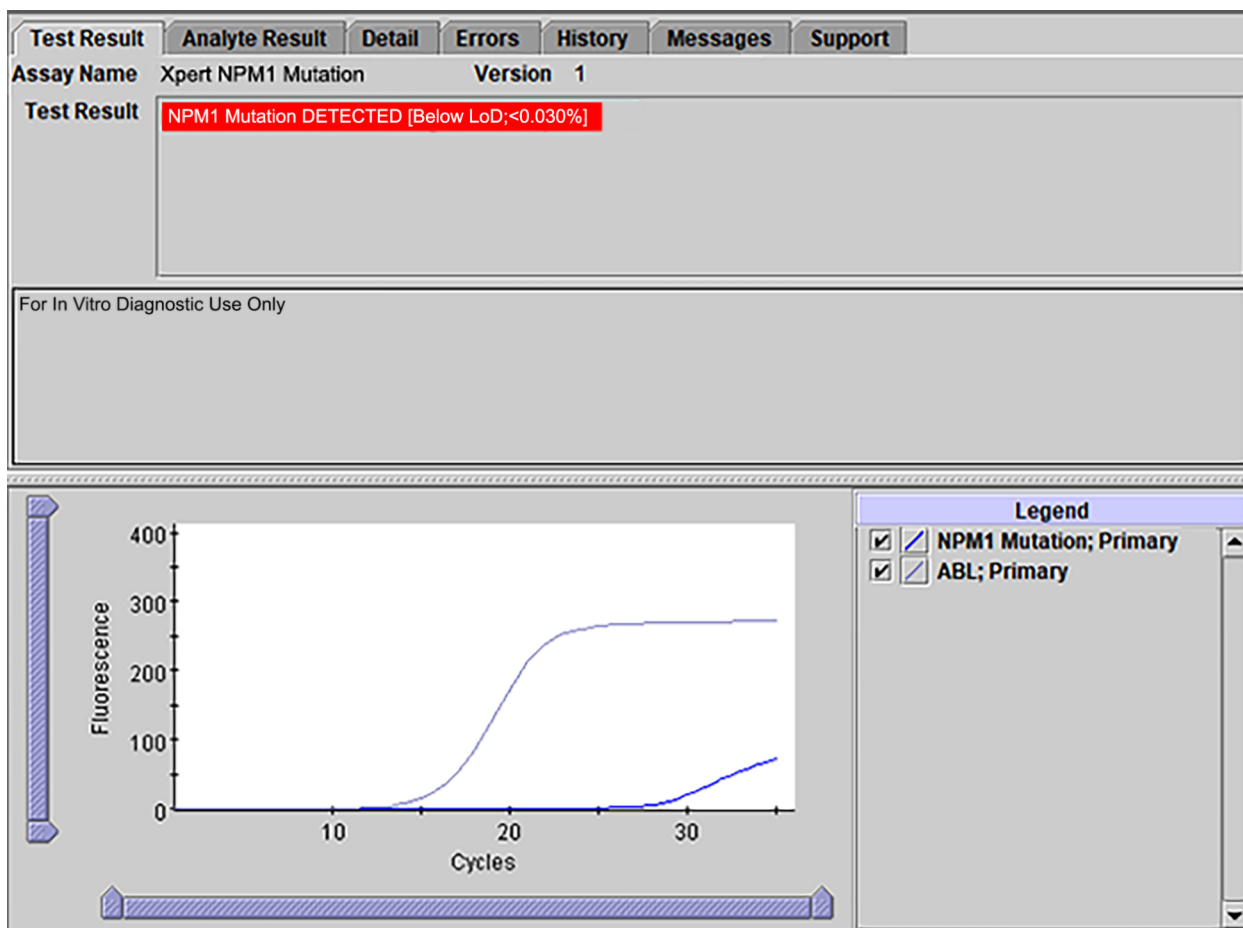 Test Result Analyte Result Detail Errors History Messages Support
Assay Name Xpert NPM1 Mutation Version 1
Test Result NPM1 Mutation DETECTED [Below LoD;<0.030%]
For In Vitro Diagnostic Use Only
400
300
200
100
0
Fluorescence
10 20 30
Cycles
Legend
NPM1 Mutation; Primary
ABL; Primary